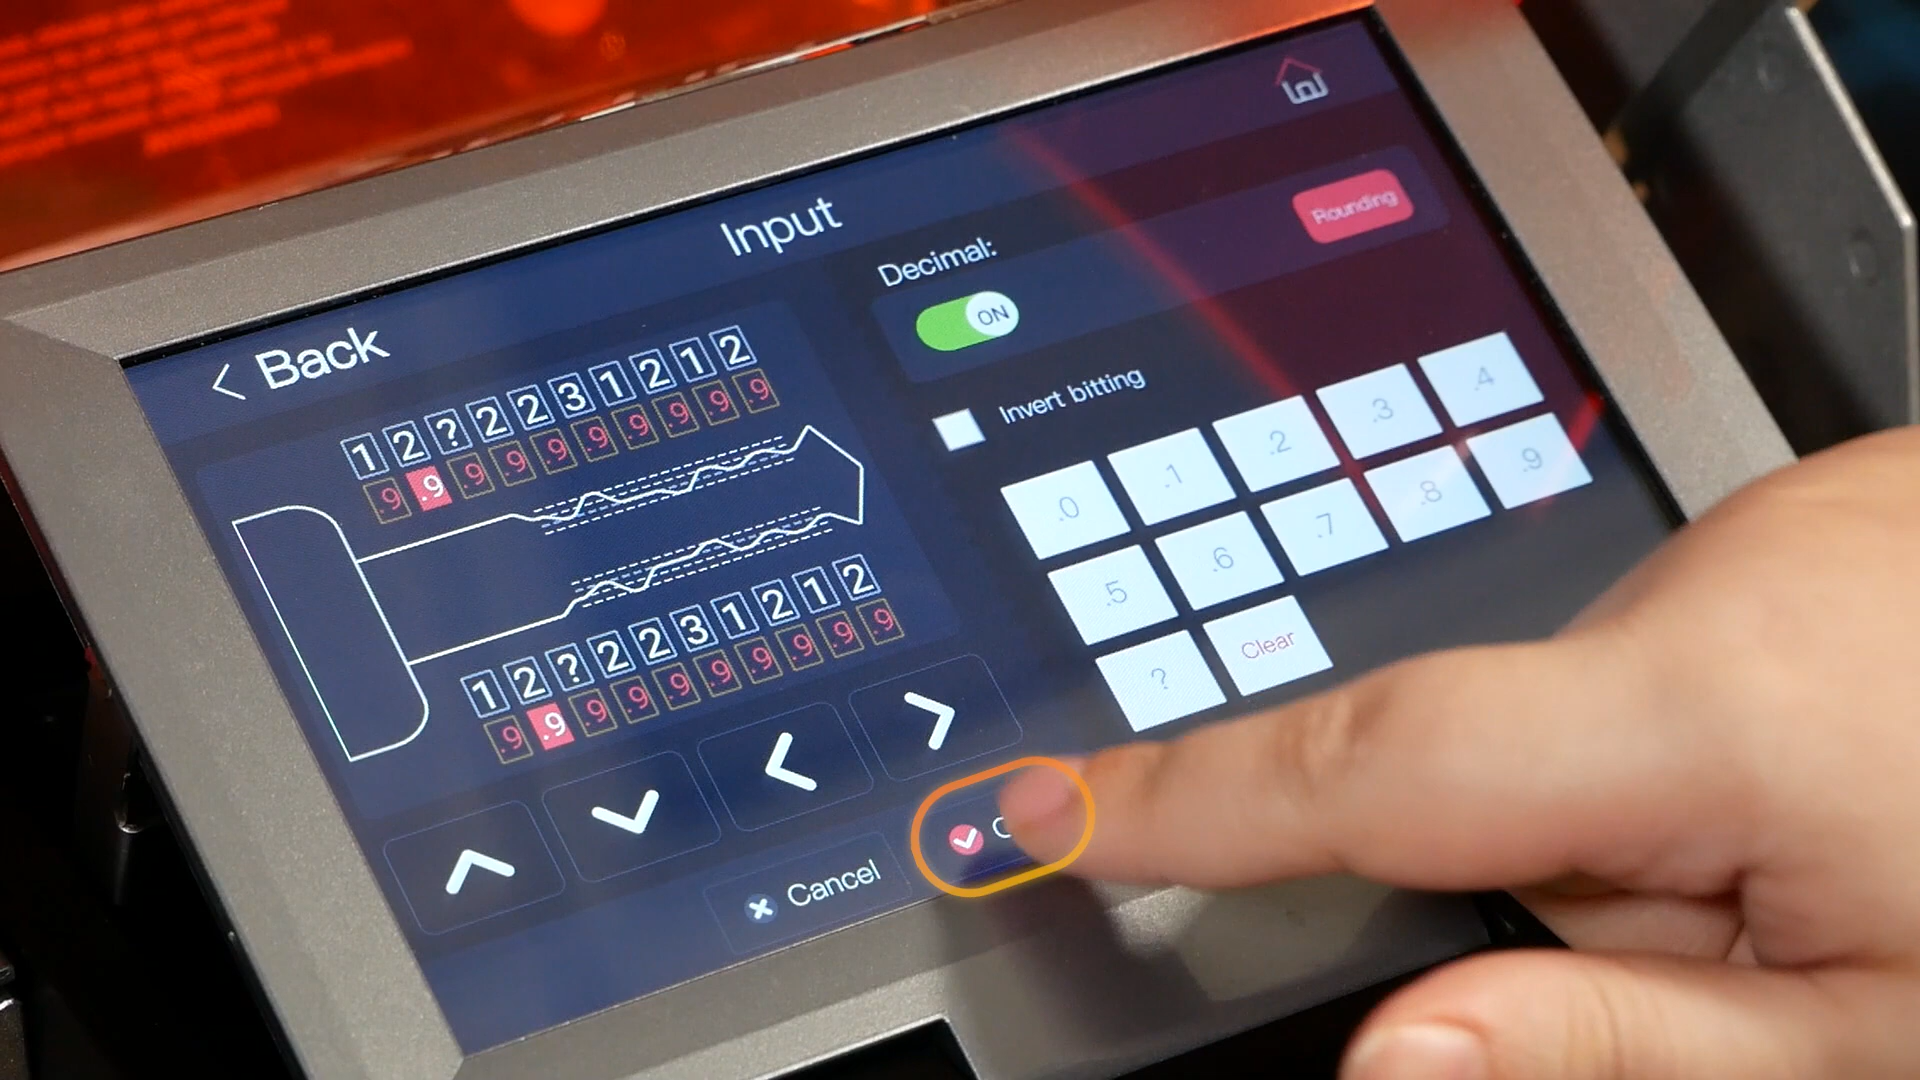 Input
< Back
Decimal:
ON
Rounding
Invert bitting
1 2 ? 2 2 3 1 2 1 2
.9 .9 .9 .9 .9 .9 .9 .9 .9 .9
1 2 ? 2 2 3 1 2 1 2
.9 .9 .9 .9 .9 .9 .9 .9 .9 .9
.0 .1 .2 .3 .4
.5 .6 .7 .8 .9
? Clear
Cancel